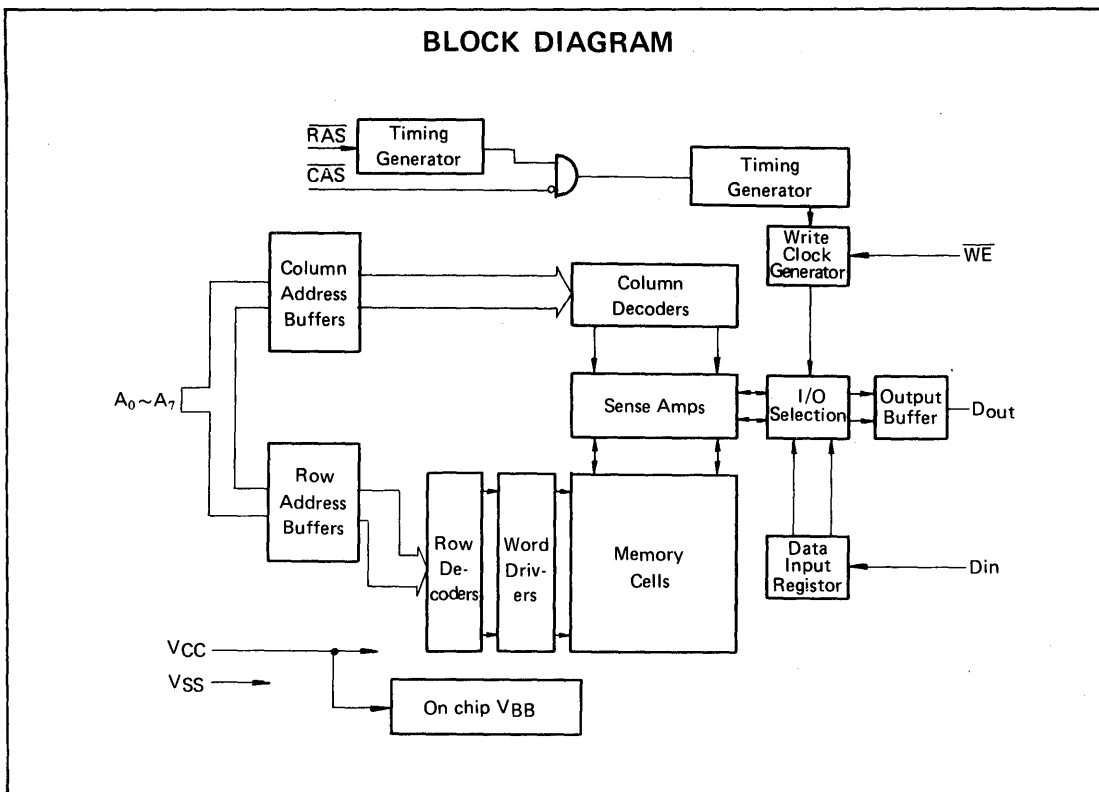 BLOCK DIAGRAM
RAS
Timing
Generator
CAS
Timing
Generator
Write
Clock
Generator
WE
Column
Address
Buffers
Column
Decoders
A0~A7
Sense Amps
I/O
Selection
Output
Buffer
Dout
Row
Address
Buffers
Row
De-
coders
Word
Driv-
ers
Memory
Cells
Data
Input
Registor
Din
VCC
VSS
On chip VBB